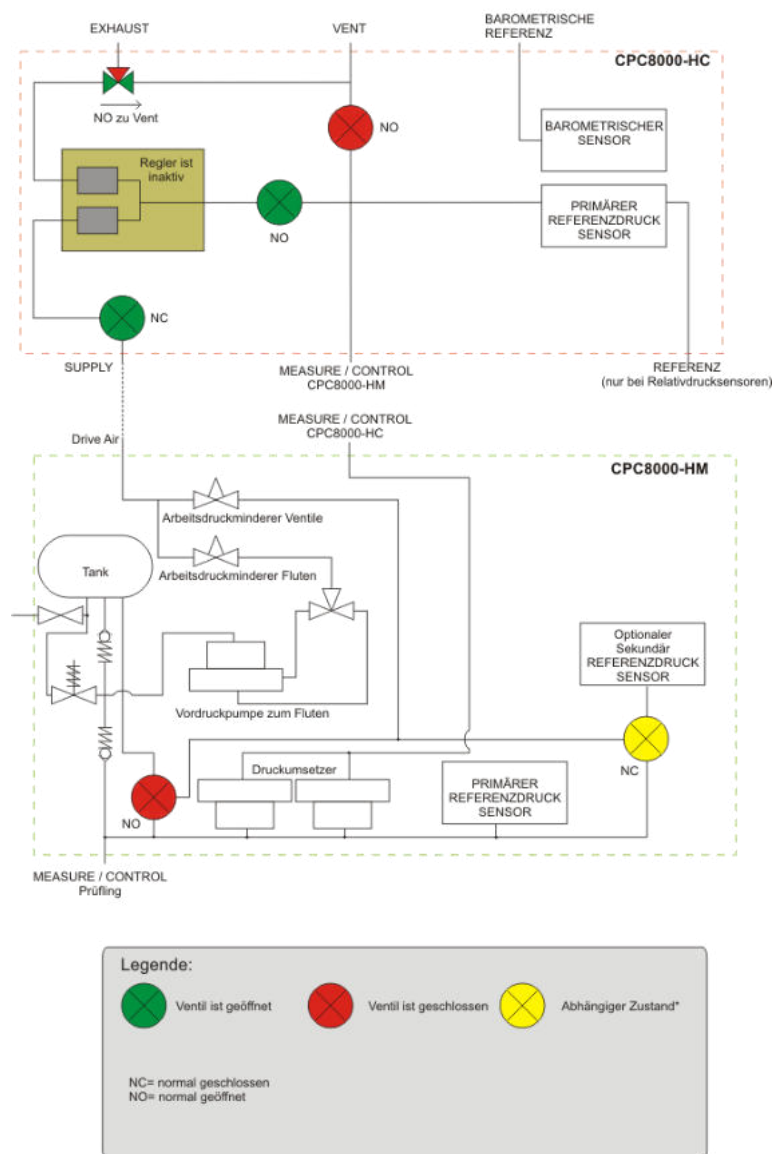 EXHAUST
VENT
BAROMETRISCHE
REFERENZ
CPC8000-HC
NO zu Vent
NO
BAROMETRISCHER
SENSOR
Regler ist
inaktiv
PRIMÄRER
REFERENZDRUCK
SENSOR
NO
NC
SUPPLY
MEASURE / CONTROL
CPC8000-HM
REFERENZ
(nur bei Relativdrucksensoren)
MEASURE / CONTROL
CPC8000-HC
Drive Air
CPC8000-HM
Arbeitsdruckminderer Ventile
Tank
Arbeitsdruckminderer Fluten
Optionaler
Sekundär
REFERENZDRUCK
SENSOR
Vordruckpumpe zum Fluten
Druckumsetzer
NC
PRIMÄRER
REFERENZDRUCK
SENSOR
NO
MEASURE / CONTROL
Prüfling
Legende:
Ventil ist geöffnet
Ventil ist geschlossen
Abhängiger Zustand*
NC= normal geschlossen
NO= normal geöffnet